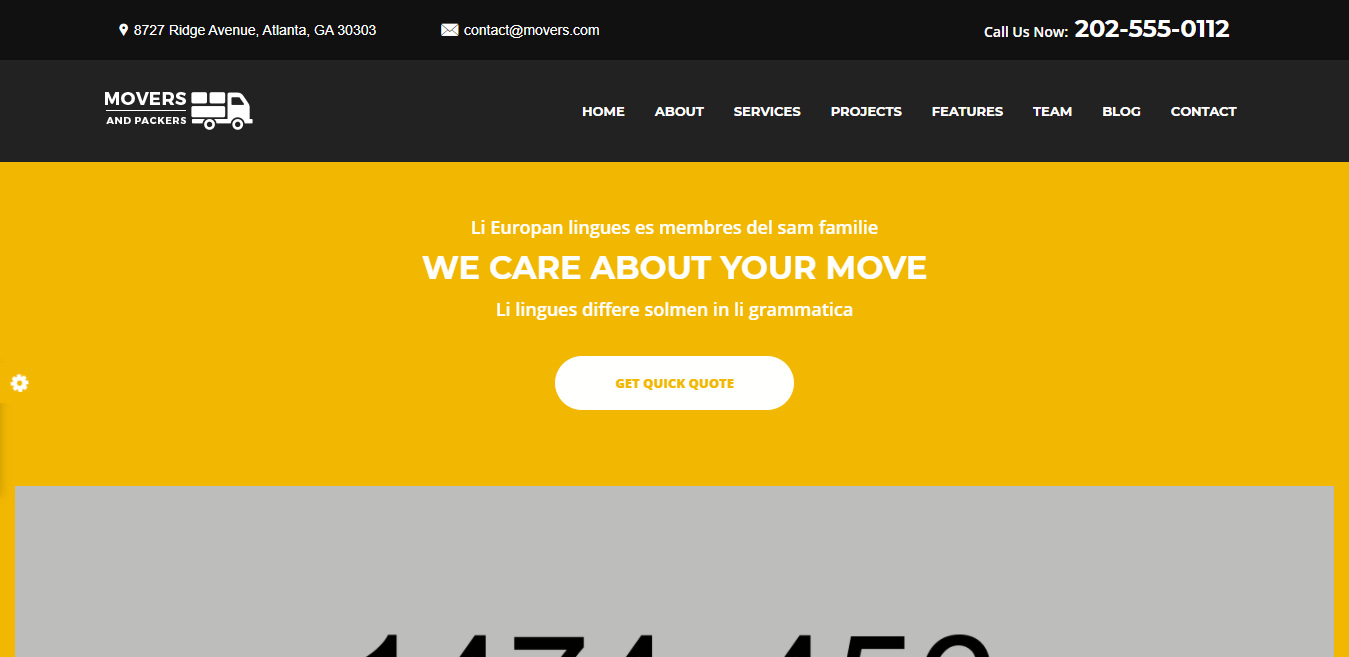 8727 Ridge Avenue, Atlanta, GA 30303
contact@movers.com
Call Us Now: 202-555-0112
MOVERS
AND PACKERS
HOME ABOUT SERVICES PROJECTS FEATURES TEAM BLOG CONTACT
Li Europan lingues es membres del sam familie
WE CARE ABOUT YOUR MOVE
Li lingues differe solmen in li grammatica
GET QUICK QUOTE